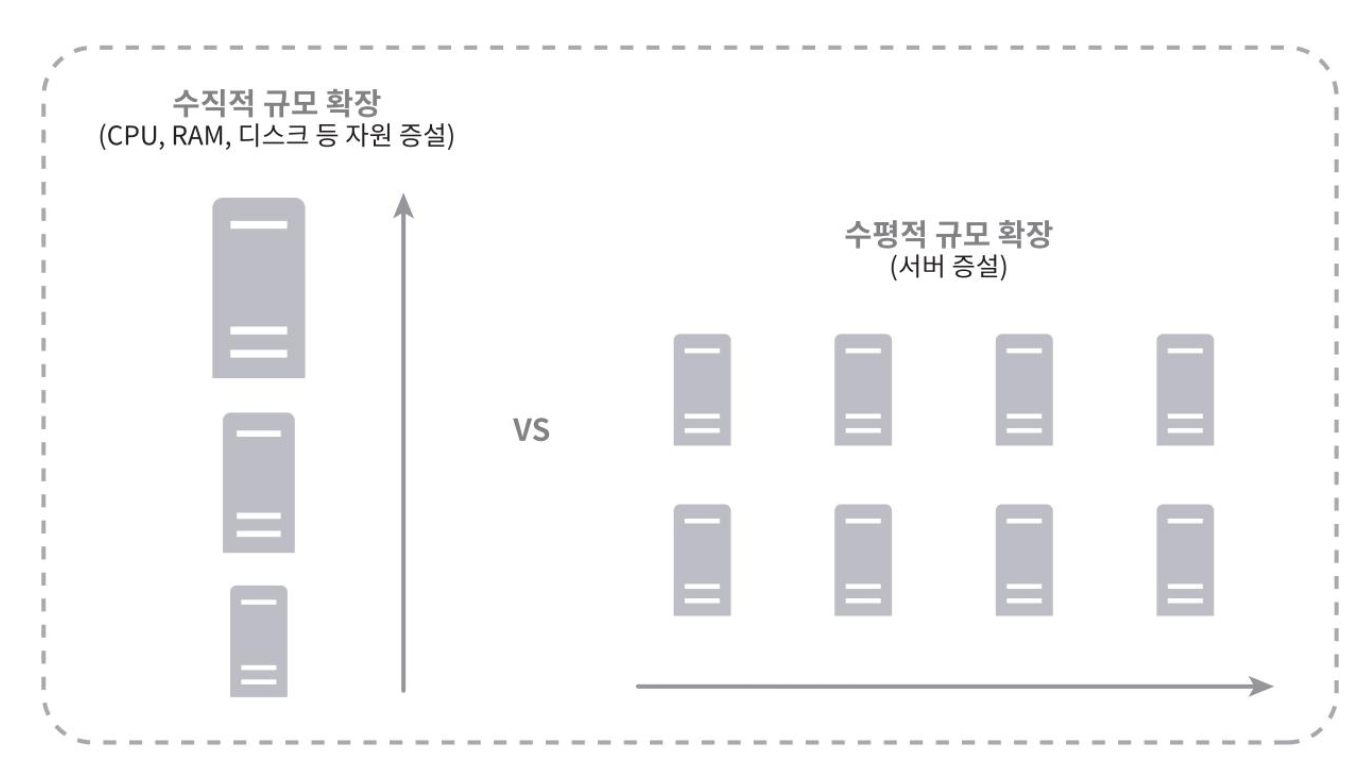 수직적 규모 확장
(CPU, RAM, 디스크 등 자원 증설)
수평적 규모 확장
(서버 증설)
VS